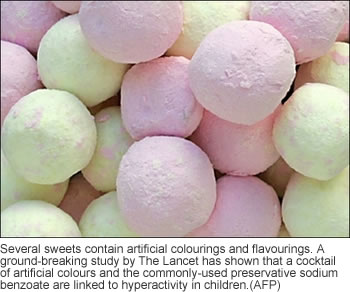 Several sweets contain artificial colourings and flavourings. A
ground-breaking study by The Lancet has shown that a cocktail
of artificial colours and the commonly-used preservative sodium
benzoate are linked to hyperactivity in children.(AFP)